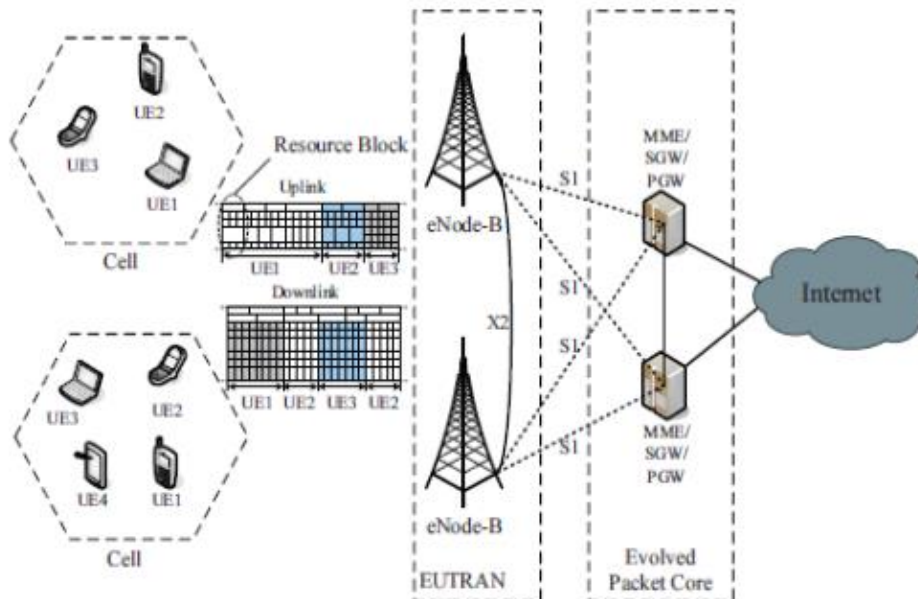 UE2
UE3
UE1
Cell
Resource Block
Uplink
UE1
UE2
UE3
Downlink
UE1
UE2
UE3
UE2
UE3
UE2
UE4
UE1
Cell
eNode-B
X2
eNode-B
EUTRAN
S1
S1
S1
S1
MME/
SGW/
PGW
MME/
SGW/
PGW
Evolved
Packet Core
Internet